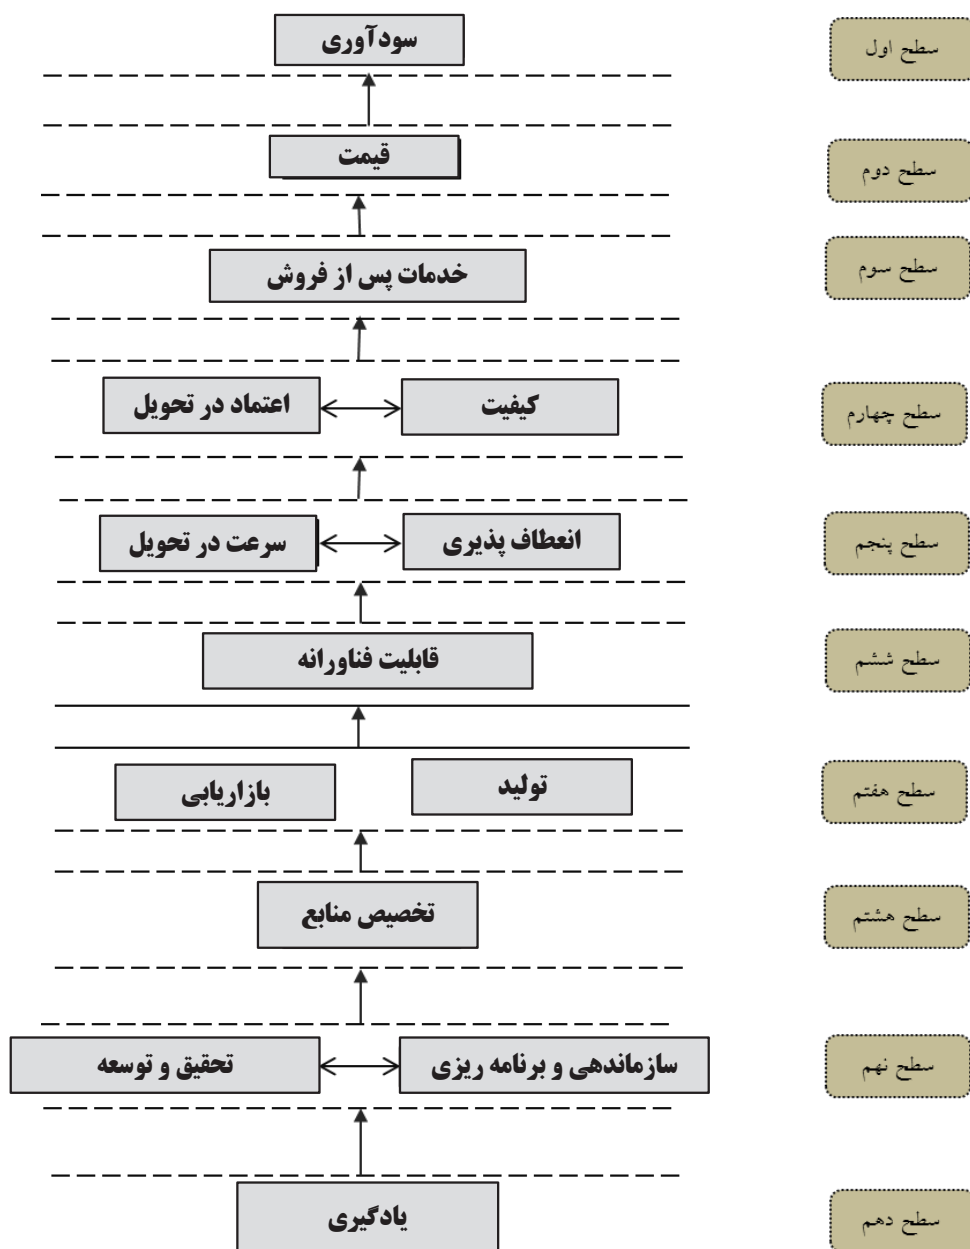 سودآوری
سطح اول
قیمت
سطح دوم
خدمات پس از فروش
سطح سوم
کیفیت
اعتماد در تحویل
سطح چهارم
انعطاف پذیری
سرعت در تحویل
سطح پنجم
قابلیت فناورانه
سطح ششم
تولید
بازاریابی
سطح هفتم
تخصیص منابع
سطح هشتم
سازماندهی و برنامه ریزی
تحقیق و توسعه
سطح نهم
یادگیری
سطح دهم